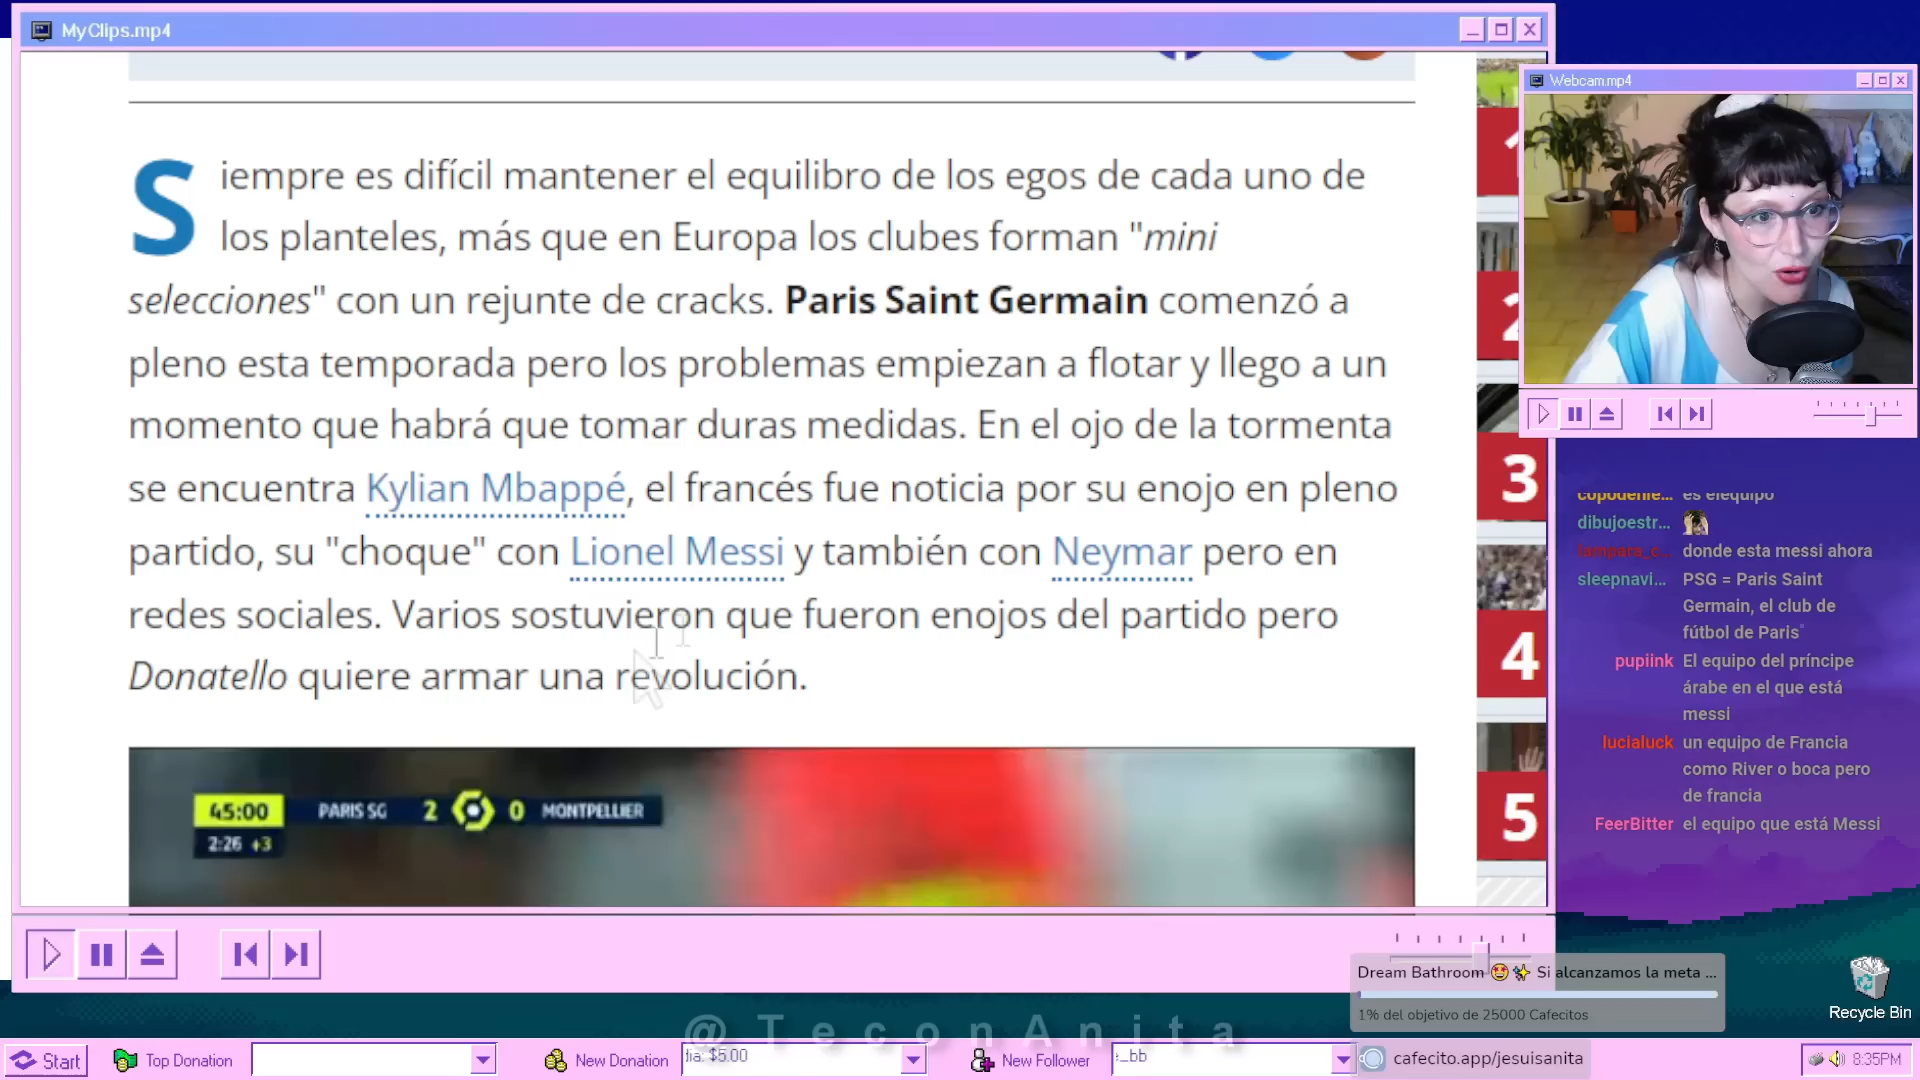 MyClips.mp4
Siempre es difícil mantener el equilibro de los egos de cada uno de
los planteles, más que en Europa los clubes forman "mini
selecciones" con un rejunte de cracks. Paris Saint Germain comenzó a
pleno esta temporada pero los problemas empiezan a flotar y llego a un
momento que habrá que tomar duras medidas. En el ojo de la tormenta
se encuentra Kylian Mbappé, el francés fue noticia por su enojo en pleno
partido, su "choque" con Lionel Messi y también con Neymar pero en
redes sociales. Varios sostuvieron que fueron enojos del partido pero
Donatello quiere armar una revolución.
45:00 PARIS SG 2 0 MONTPELLIER
2:26 +3
3
4
5
Webcam.mp4
es elequipo
dibujoestr...
donde esta messi ahora
sleepnavi... PSG = Paris Saint
Germain, el club de
fútbol de Paris
pupiink El equipo del príncipe
árabe en el que está
messi
lucialuck un equipo de Francia
como River o boca pero
de francia
FeerBitter el equipo que está Messi
Dream Bathroom 🤩✨ Si alcanzamos la meta ...
1% del objetivo de 25000 Cafecitos
Recycle Bin
@TeconAnita
Start
Top Donation
New Donation
$5.00
New Follower
_bb
cafecito.app/jesuisanita
8:35PM